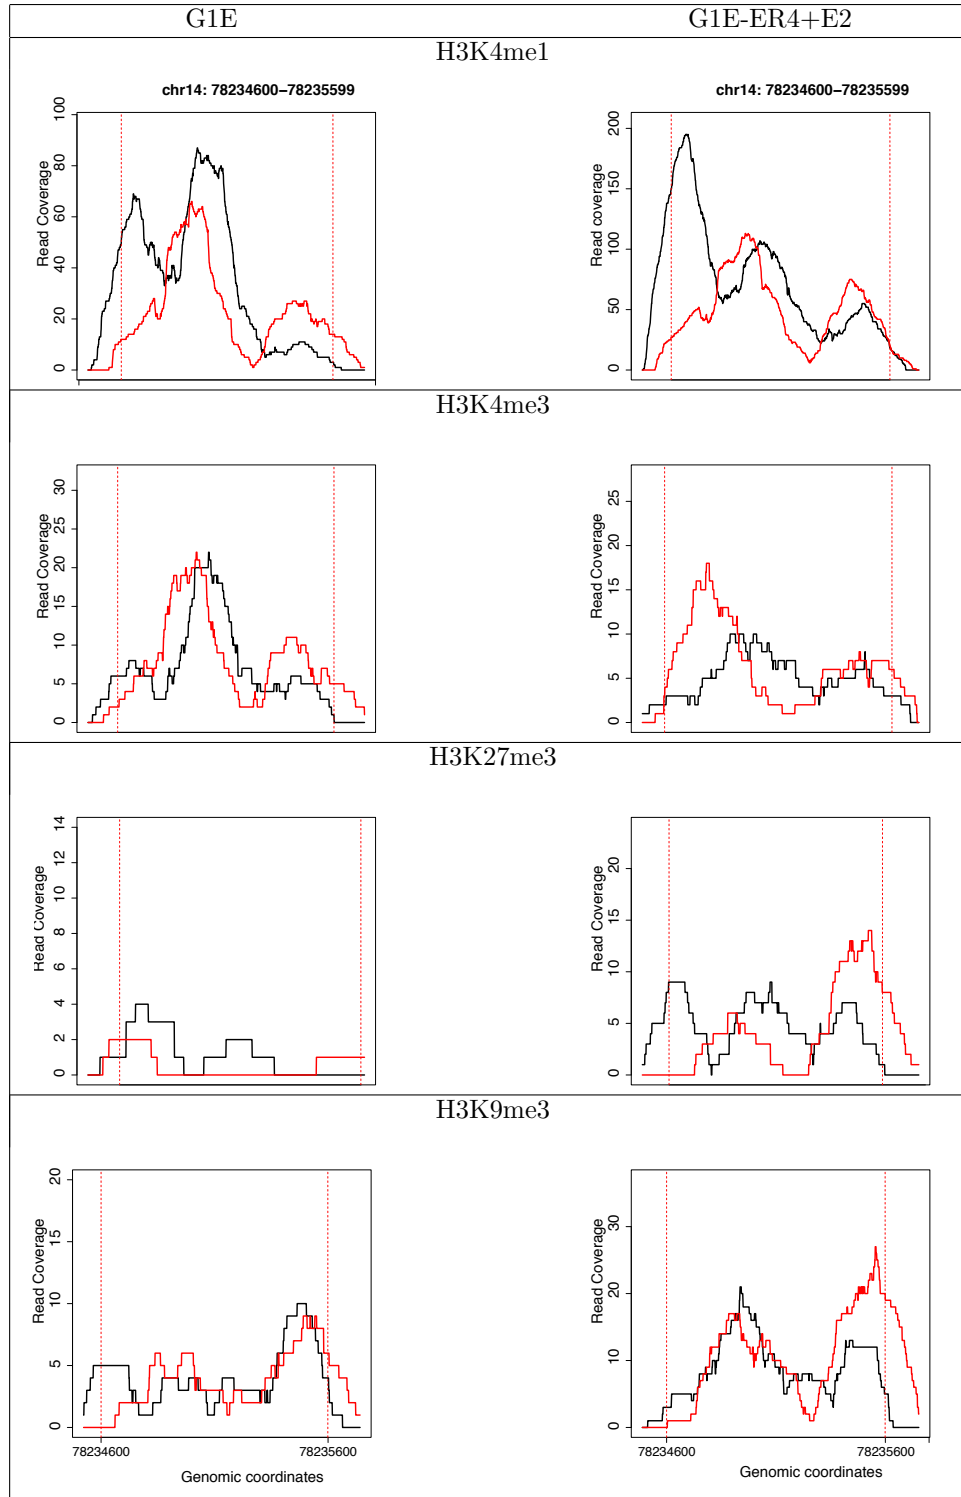 G1E G1E-ER4+E2
H3K4me1
chr14: 78234600–78235599 chr14: 78234600–78235599
Read Coverage
0 20 40 60 80 100
Read coverage
0 50 100 150 200
H3K4me3
Read Coverage
0 5 10 15 20 25 30
Read Coverage
0 5 10 15 20 25
H3K27me3
Read Coverage
0 2 4 6 8 10 12 14
Read Coverage
0 5 10 15 20
H3K9me3
Read Coverage
0 5 10 15 20
Read Coverage
0 10 20 30
78234600 78235600 78234600 78235600
Genomic coordinates Genomic coordinates